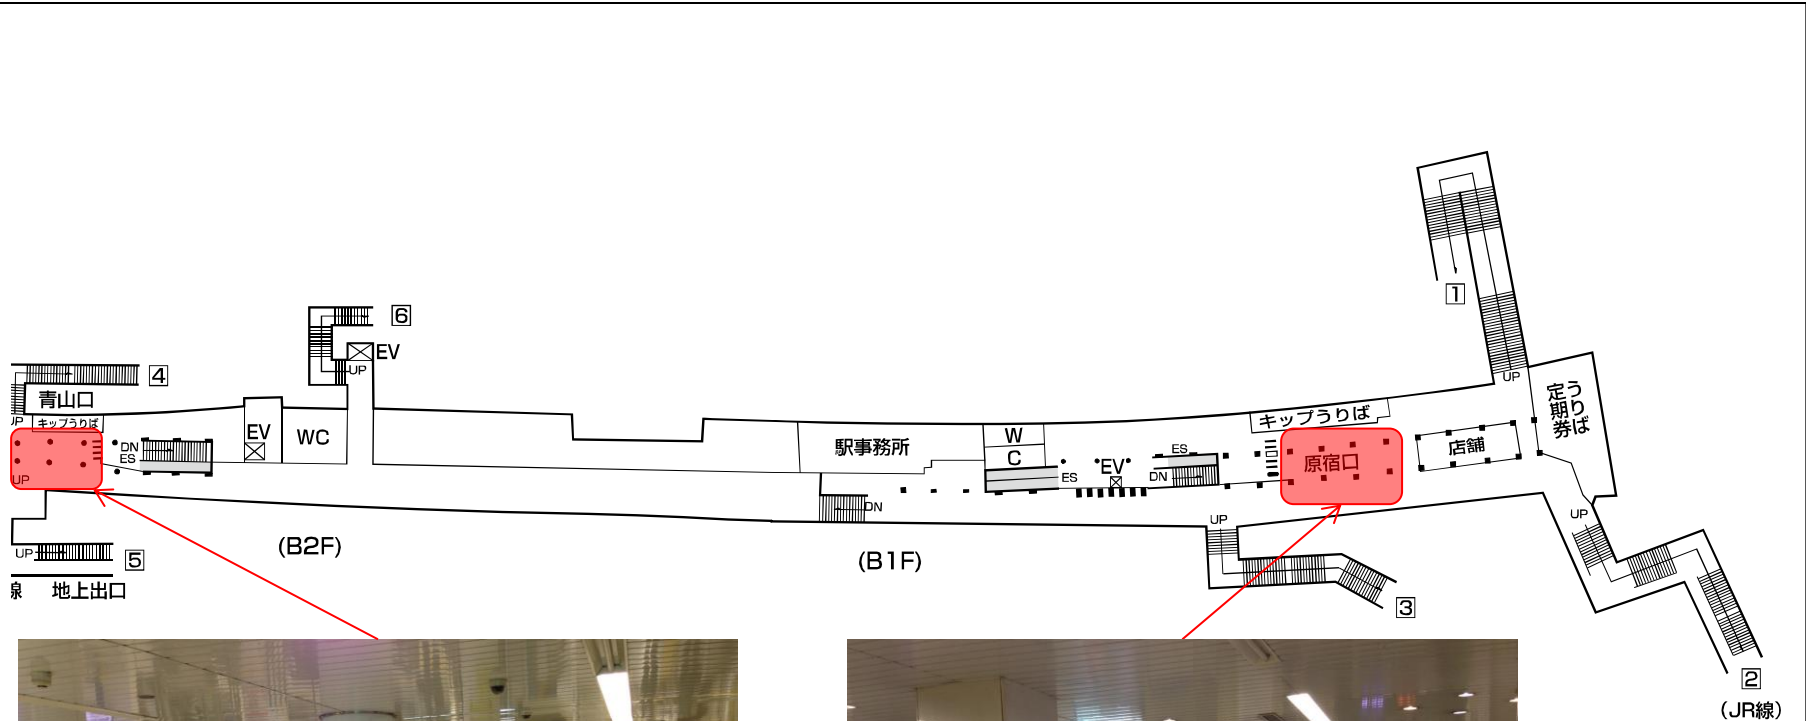 1
6
EV
UP
4
青山口
UP
キップうりば
DN
ES
UP
EV
WC
駅事務所
W
C
ES
EV
ES
DN
キップうりば
原宿口
店舗
UP
定期券
うりば
DN
UP
UP
(B2F)
(B1F)
UP
5
線 地上出口
3
2
(JR線)